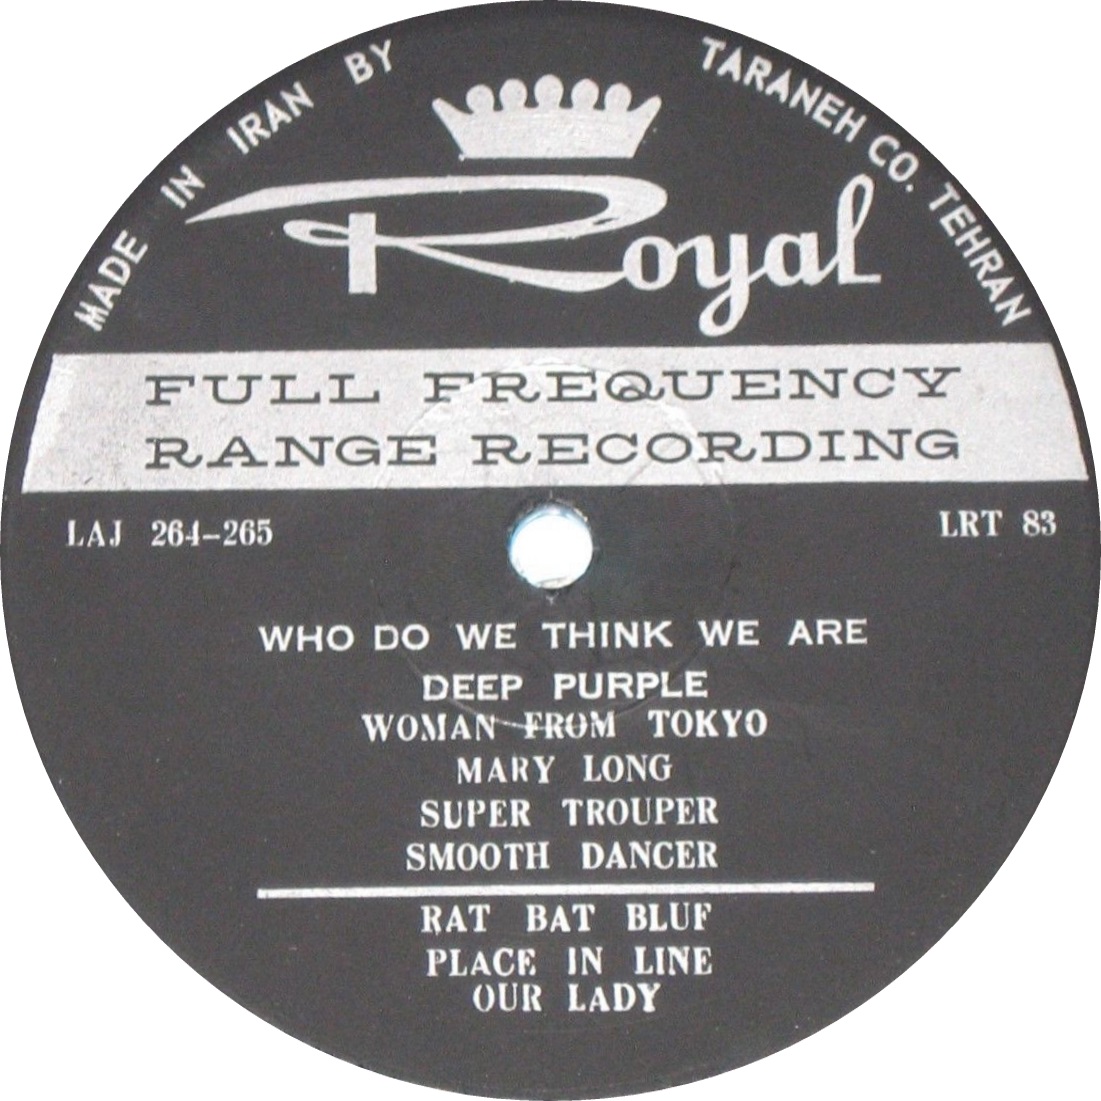 MADE IN IRAN BY TARANEH CO. TEHRAN
Royal
FULL FREQUENCY
RANGE RECORDING
LAJ 264-265
LRT 83
WHO DO WE THINK WE ARE
DEEP PURPLE
WOMAN FROM TOKYO
MARY LONG
SUPER TROUPER
SMOOTH DANCER
RAT BAT BLUF
PLACE IN LINE
OUR LADY